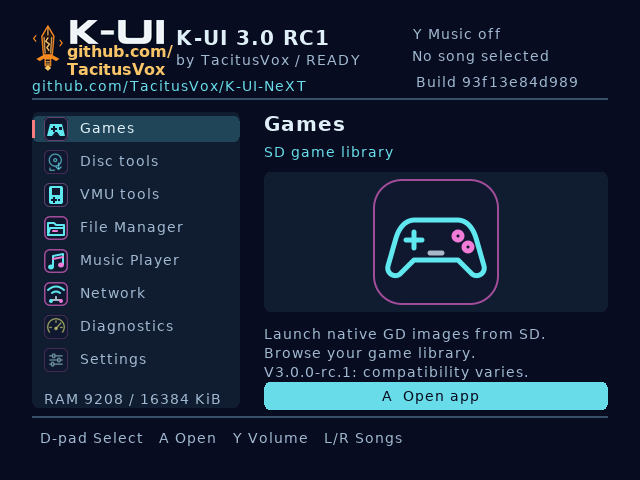 K-UI
github.com/
TacitusVox
K-UI 3.0 RC1
by TacitusVox / READY
Y Music off
No song selected
Build 93f13e84d989
github.com/TacitusVox/K-UI-NeXT
Games
Disc tools
VMU tools
File Manager
Music Player
Network
Diagnostics
Settings
RAM 9208 / 16384 KiB
Games
SD game library
Launch native GD images from SD.
Browse your game library.
V3.0.0-rc.1: compatibility varies.
A Open app
D-pad Select A Open Y Volume L/R Songs